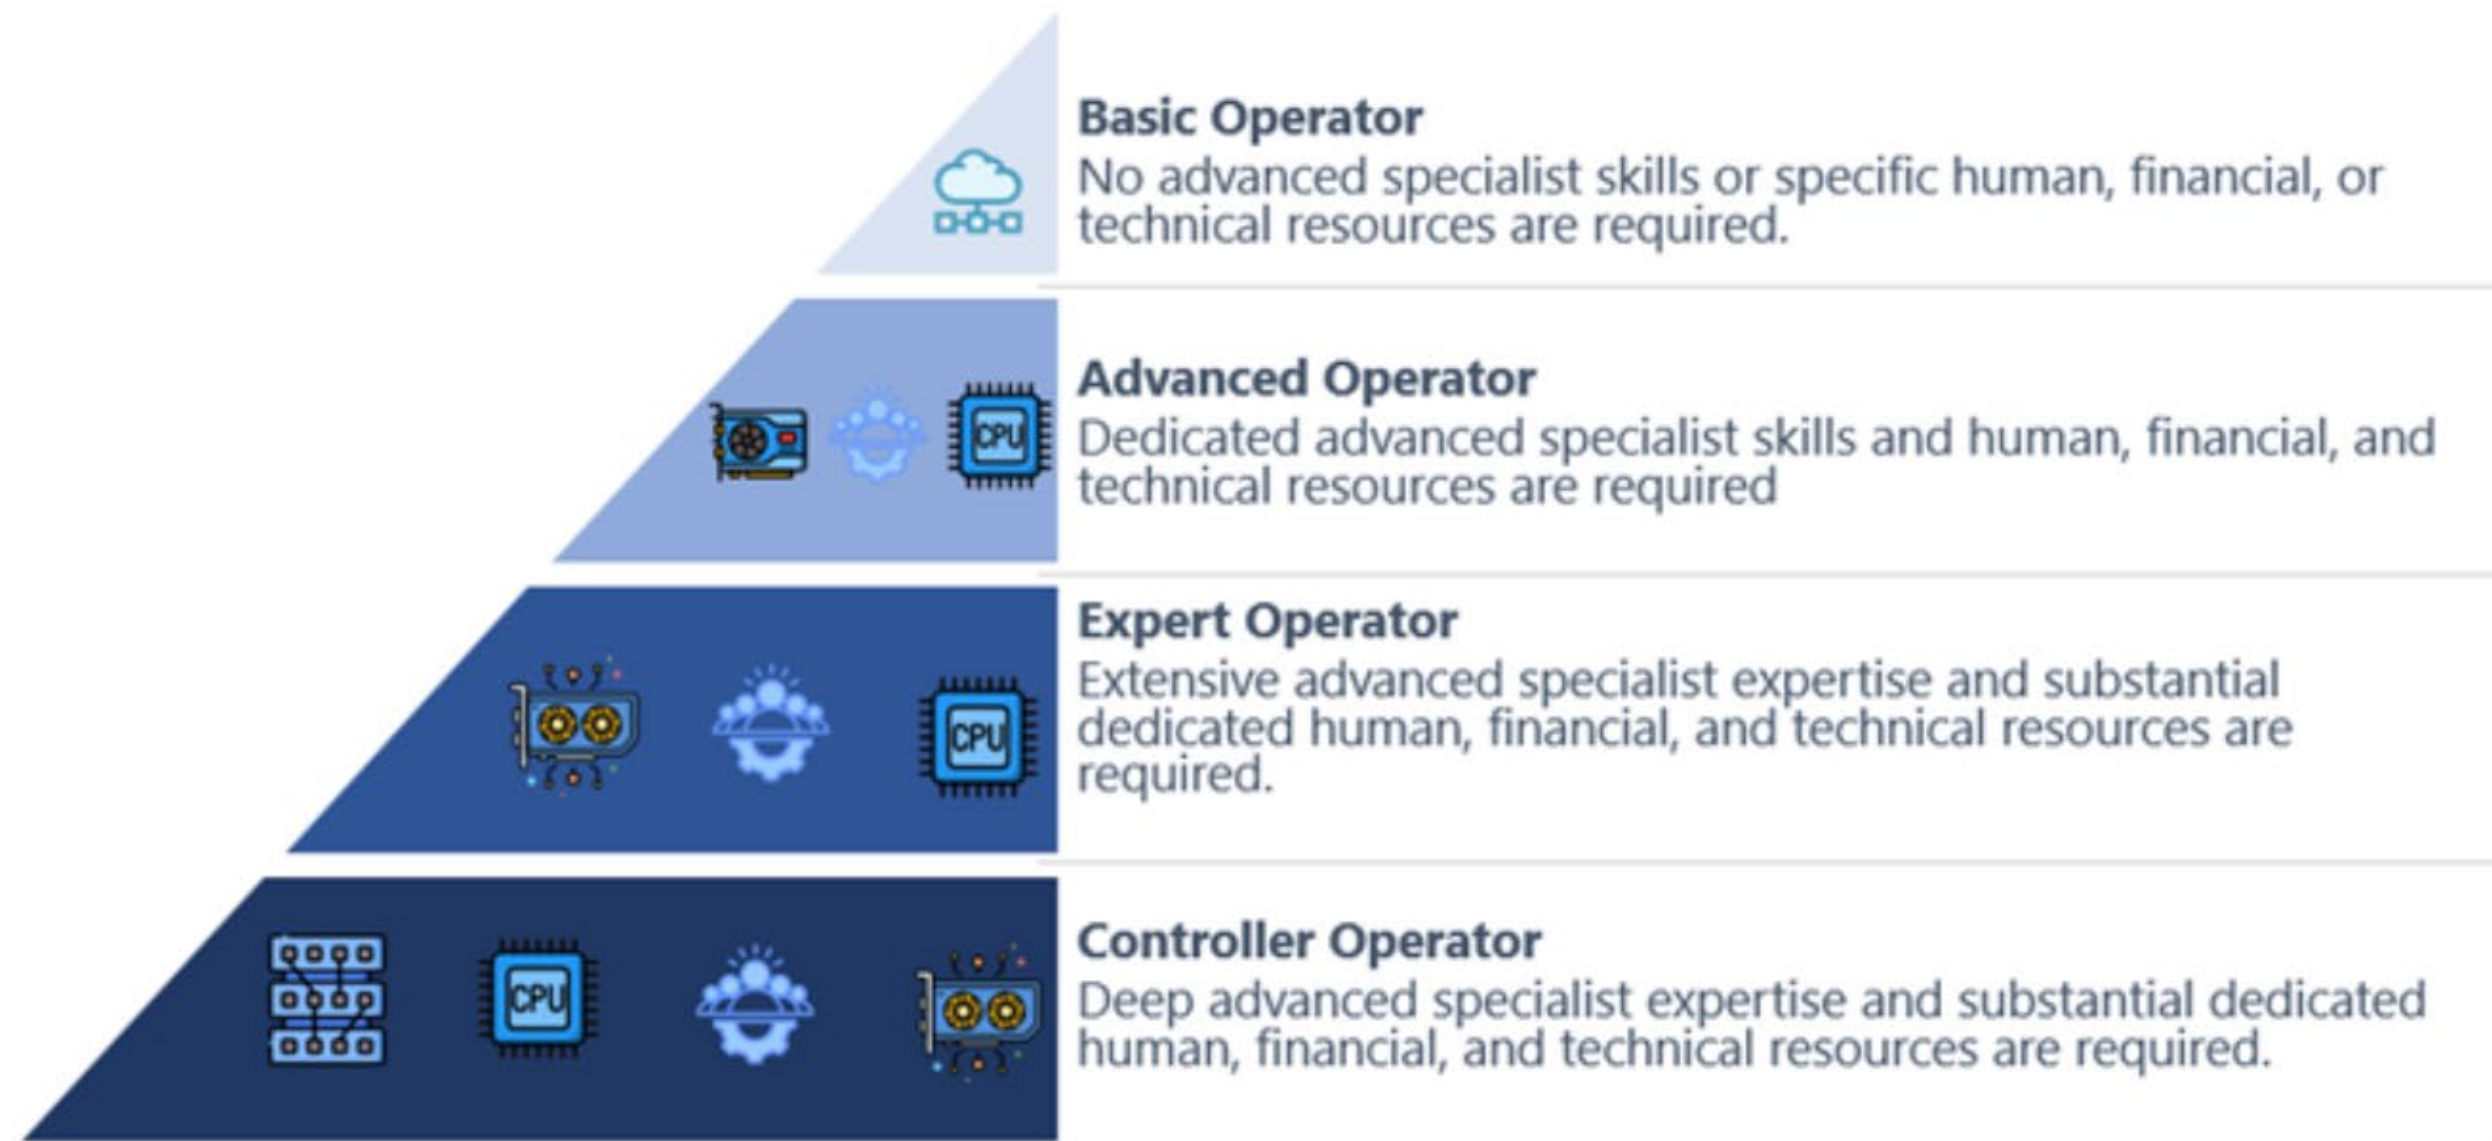 Basic Operator
No advanced specialist skills or specific human, financial, or
technical resources are required.
Advanced Operator
CPU
Dedicated advanced specialist skills and human, financial, and
technical resources are required
Expert Operator
Extensive advanced specialist expertise and substantial
CPU
dedicated human, financial, and technical resources are
required.
Controller Operator
CPU
Deep advanced specialist expertise and substantial dedicated
human, financial, and technical resources are required.